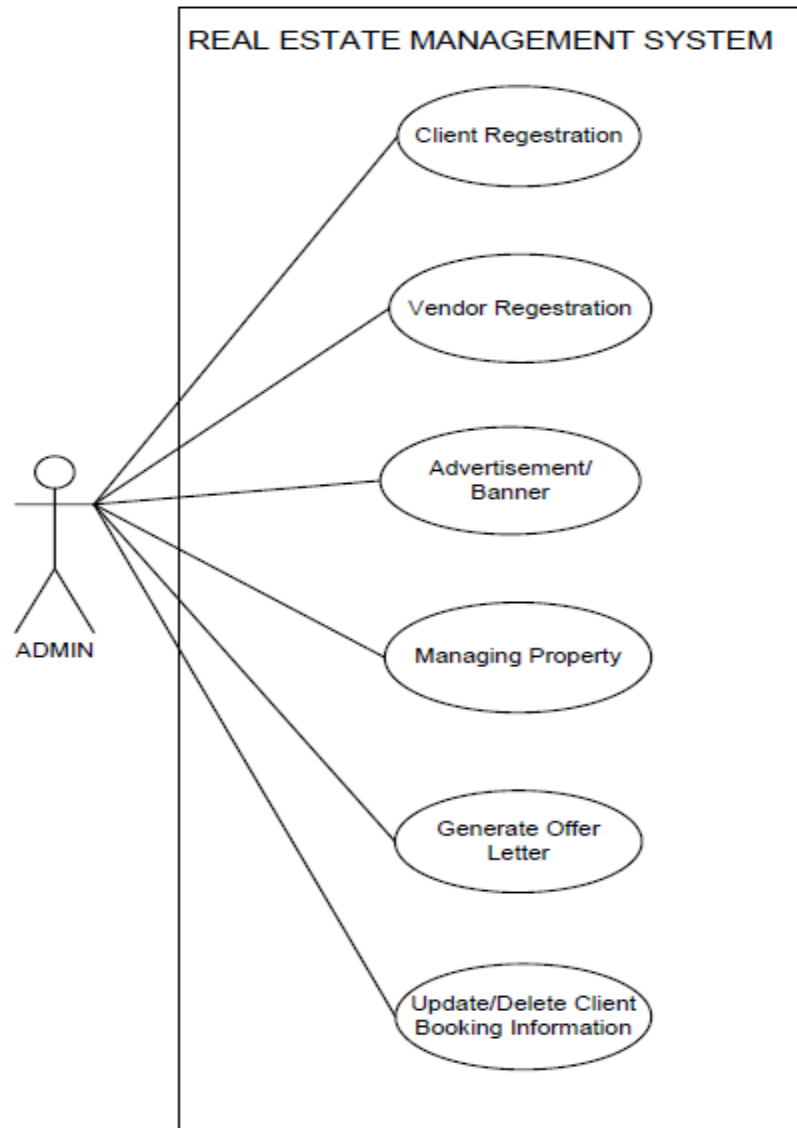 REAL ESTATE MANAGEMENT SYSTEM
Client Regestration
Vendor Regestration
Advertisement/
Banner
ADMIN
Managing Property
Generate Offer
Letter
Update/Delete Client
Booking Information